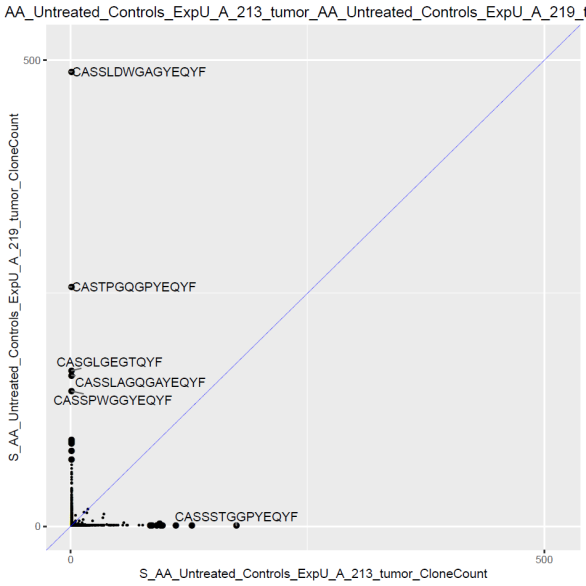 AA_Untreated_Controls_ExpU_A_213_tumor_AA_Untreated_Controls_ExpU_A_219_t
500
CASSLDWGAGYEQYF
CASTPGQGPYEQYF
CASGLGEGTQYF
CASSLAGQGAYEQYF
CASSPWGGYEQYF
CASSSTGGPYEQYF
0
0
500
S_AA_Untreated_Controls_ExpU_A_213_tumor_CloneCount
S_AA_Untreated_Controls_ExpU_A_219_tumor_CloneCount